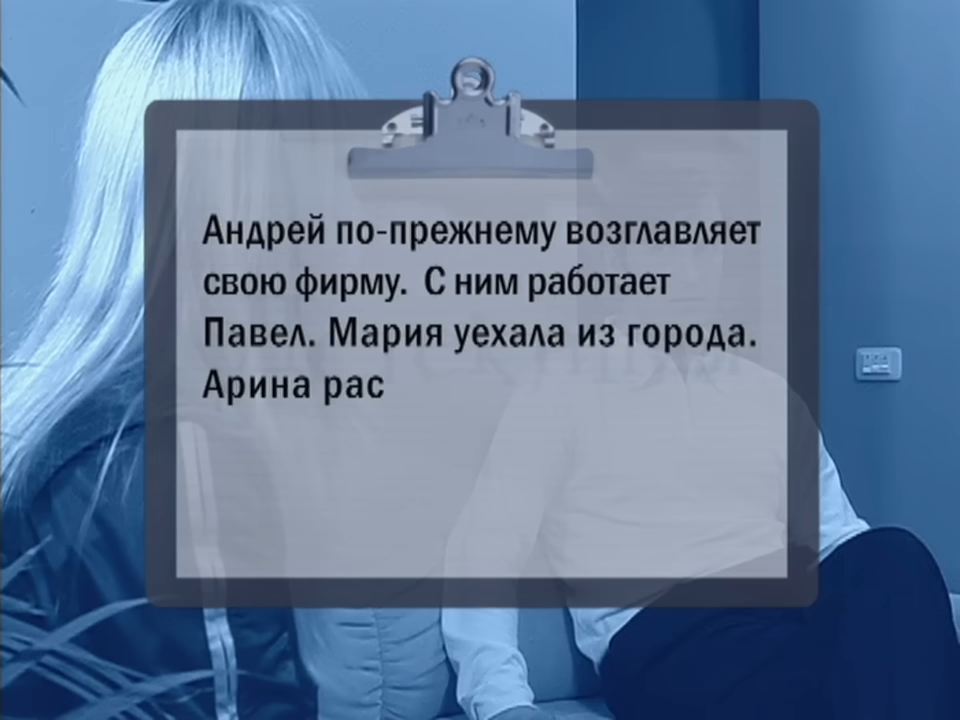 Андрей по-прежнему возглавляет
свою фирму. С ним работает
Павел. Мария уехала из города.
Арина рас